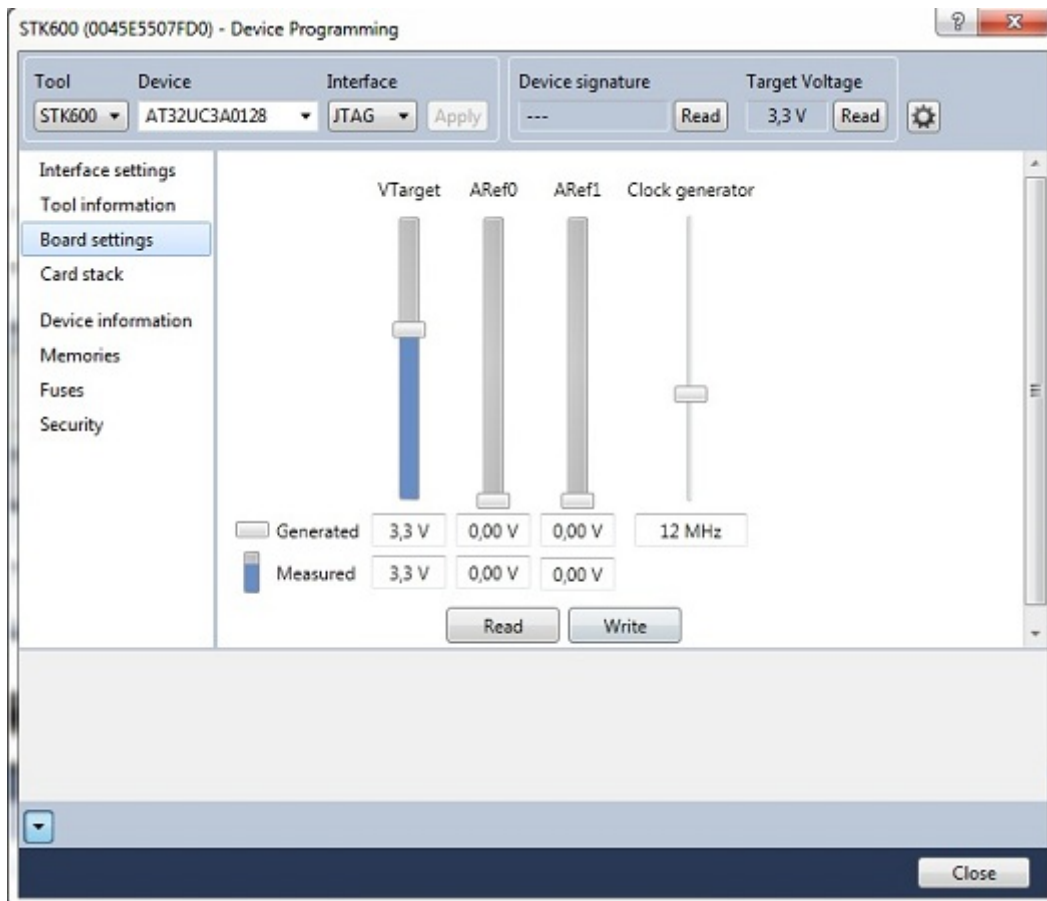 STK600 (0045E5507FD0) - Device Programming
Tool Device Interface Device signature Target Voltage
STK600 AT32UC3A0128 JTAG Apply --- Read 3,3 V Read
Interface settings
Tool information
Board settings
Card stack
Device information
Memories
Fuses
Security
VTarget ARef0 ARef1 Clock generator
Generated 3,3 V 0,00 V 0,00 V 12 MHz
Measured 3,3 V 0,00 V 0,00 V
Read Write
Close